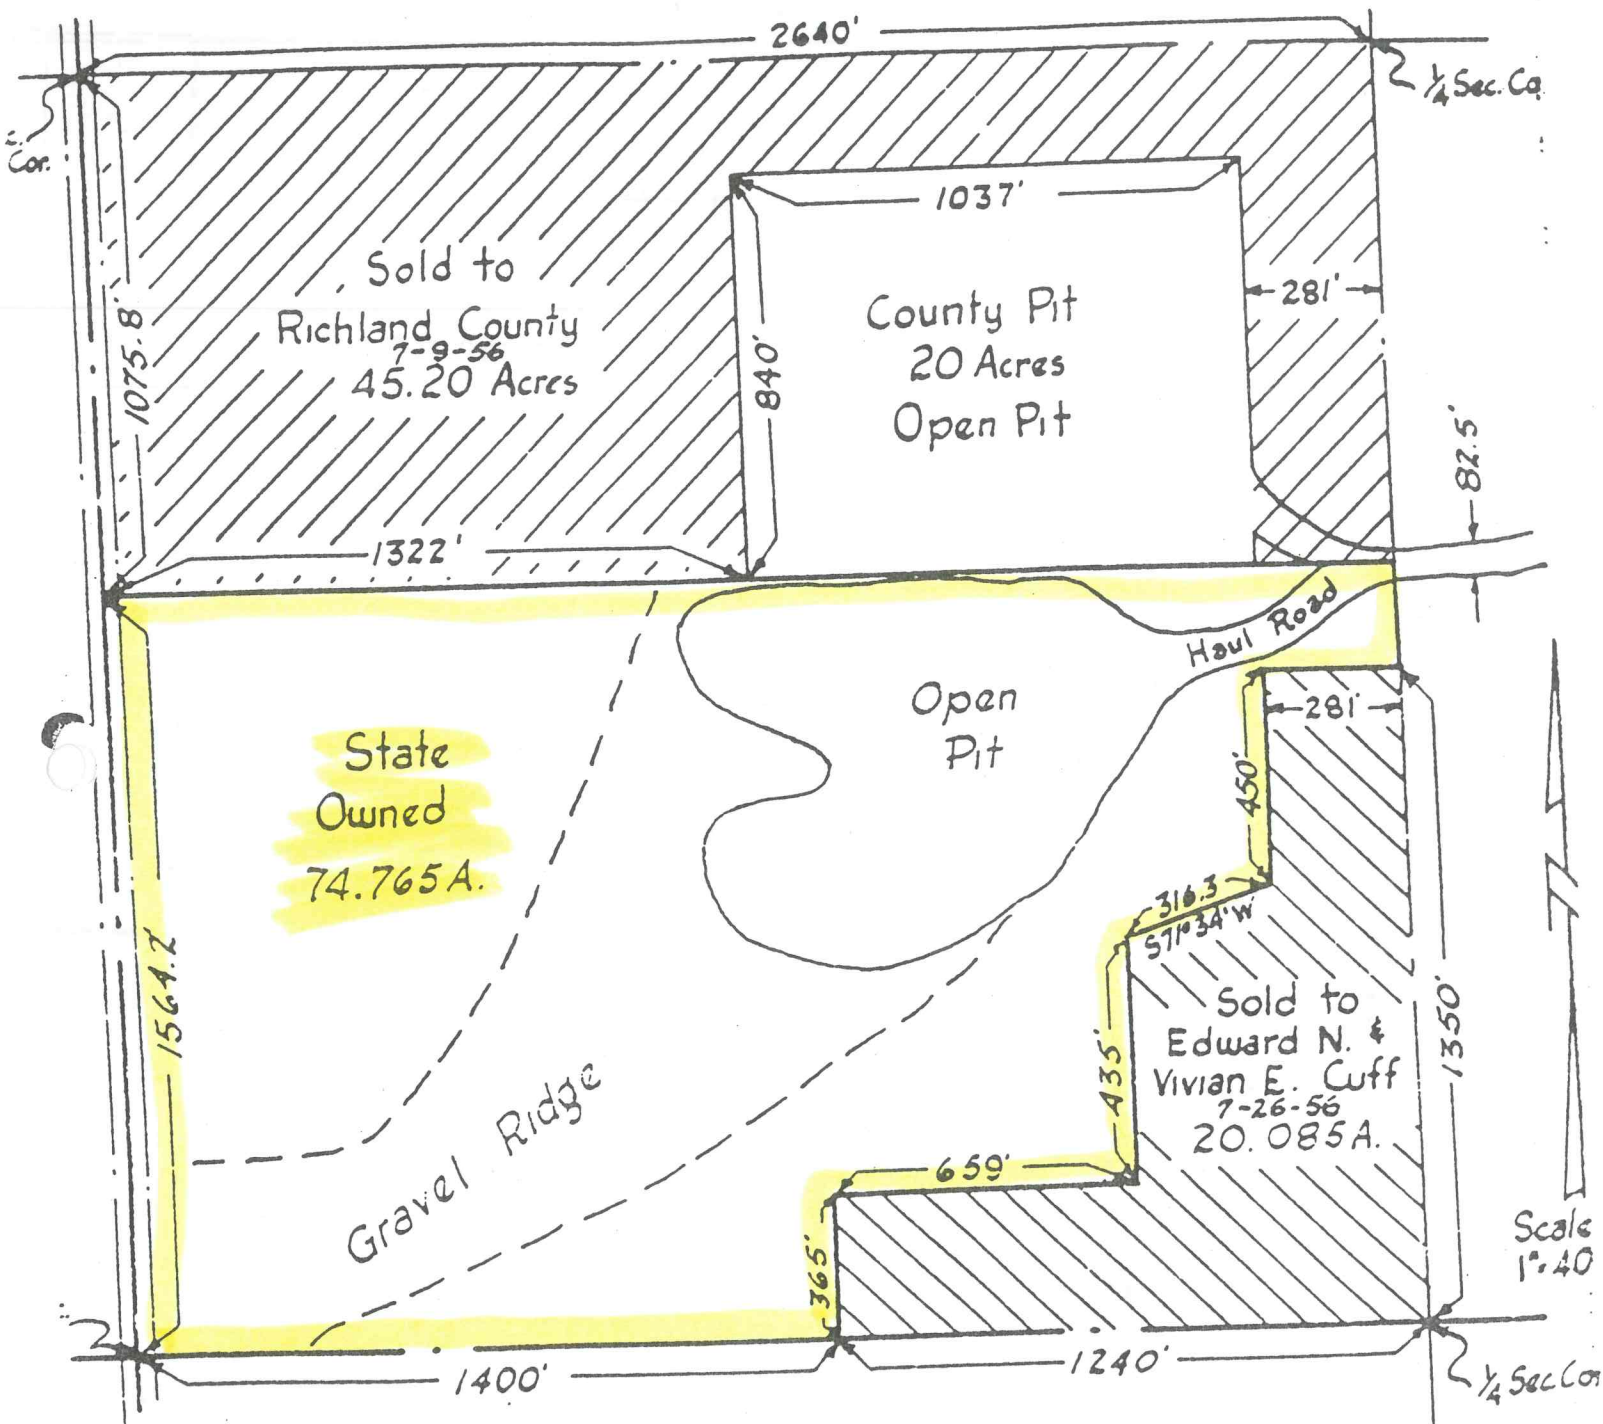 2640'
¼ Sec. Co.
Cor.
1037'
Sold to
Richland County
7-9-56
45.20 Acres
281'
County Pit
20 Acres
Open Pit
1075.8'
840'
82.5'
1322'
Haul Road
Open
Pit
281'
State
Owned
74.765A.
450'
316.3
S71°34'W
1564.2
Sold to
Edward N. &
Vivian E. Cuff
7-26-56
20.085A.
435'
1350'
Gravel Ridge
659'
365'
Scale
1"=40
1400'
1240'
¼ Sec Cor